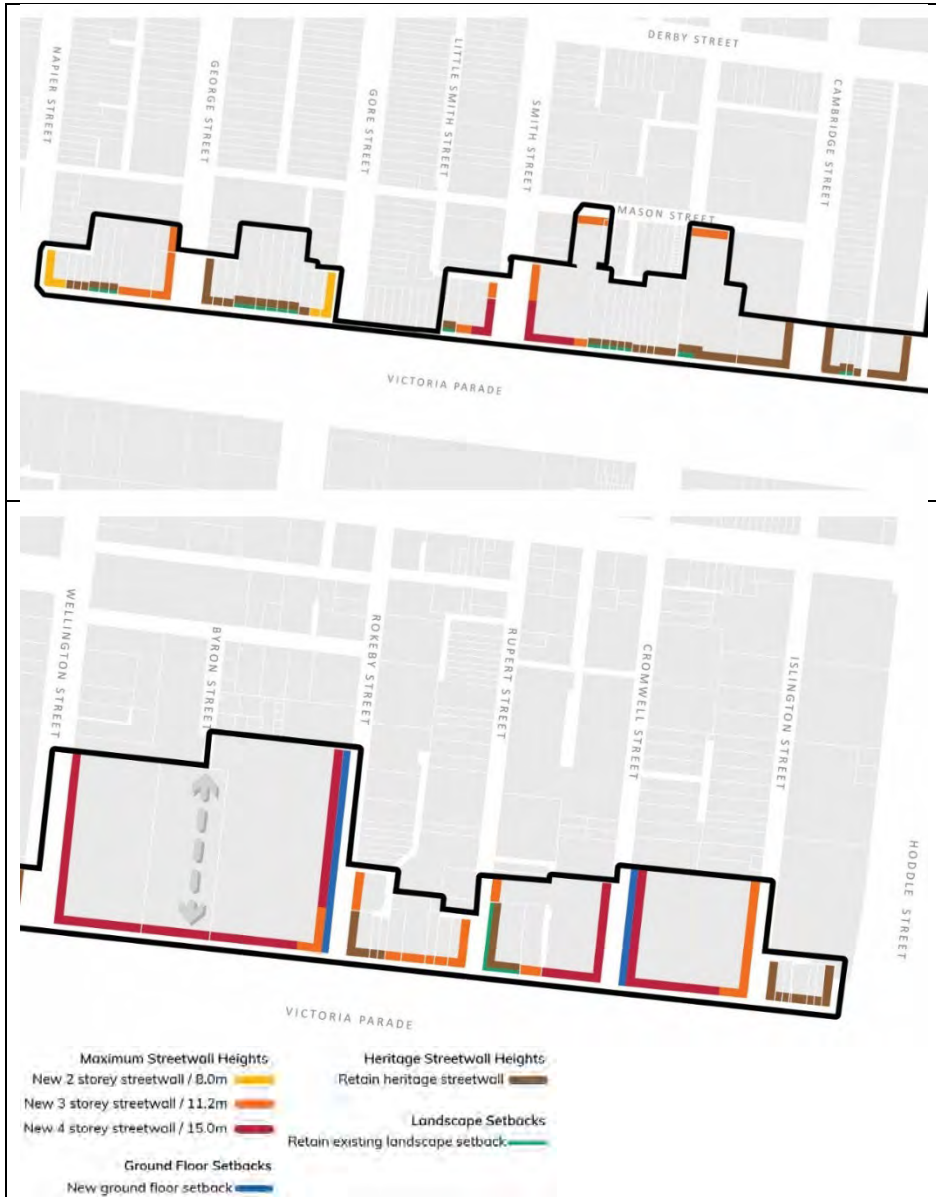 NAPIER STREET
GEORGE STREET
GORE STREET
LITTLE SMITH STREET
SMITH STREET
DERBY STREET
CAMBRIDGE STREET
MASON STREET
VICTORIA PARADE
WELLINGTON STREET
BYRON STREET
ROKEBY STREET
RUPERT STREET
CROMWELL STREET
ISLINGTON STREET
HODDLE STREET
VICTORIA PARADE
Maximum Streetwall Heights
New 2 storey streetwall / 8.0m
New 3 storey streetwall / 11.2m
New 4 storey streetwall / 15.0m
Ground Floor Setbacks
New ground floor setback
Heritage Streetwall Heights
Retain heritage streetwall
Landscape Setbacks
Retain existing landscape setback